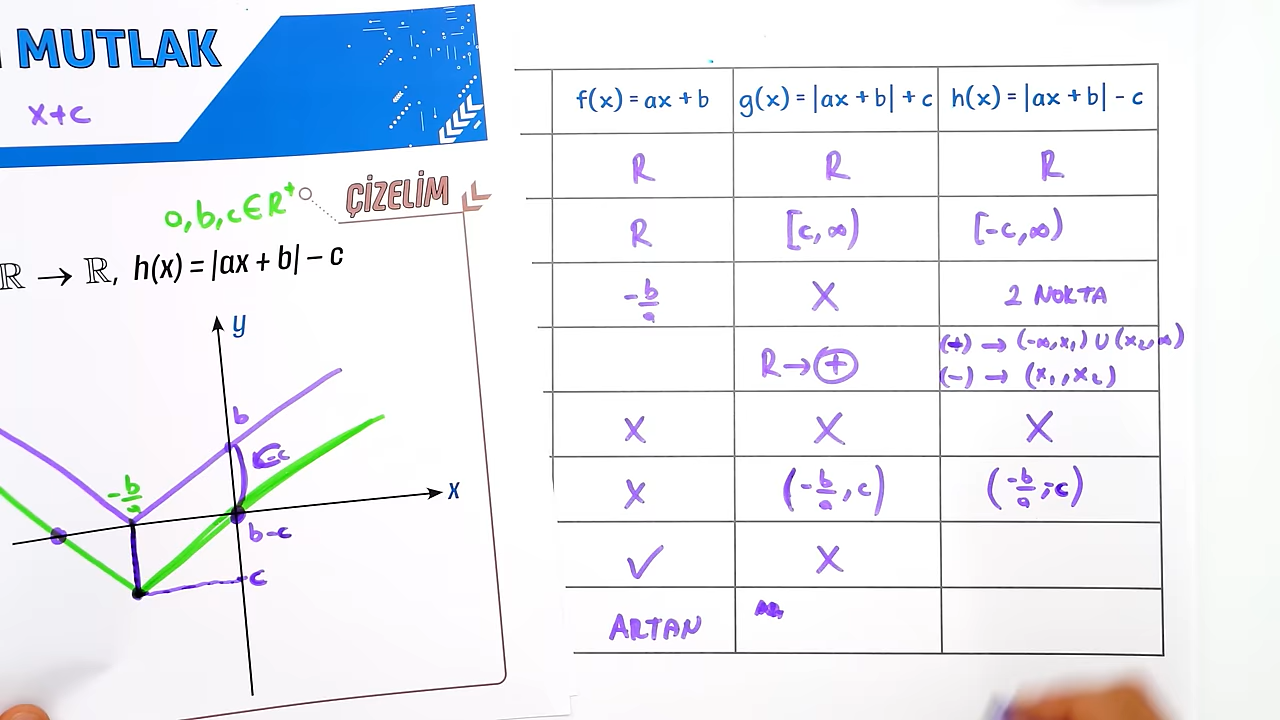 MUTLAK
x+c
a,b,c∈R⁺
ÇİZELİM
ℝ → ℝ, h(x) = |ax + b| – c
y
b
-c
-b/a
x
b-c
-c
f(x) = ax + b g(x) = |ax + b| + c h(x) = |ax + b| – c
R R R
R [c,∞) [-c,∞)
-b/a X 2 NOKTA
R→(+) (+) → (-∞,x₁) ∪ (x₂,∞)
(-) → (x₁,x₂)
X X X
X (-b/a,c) (-b/a,-c)
✓ X
ARTAN